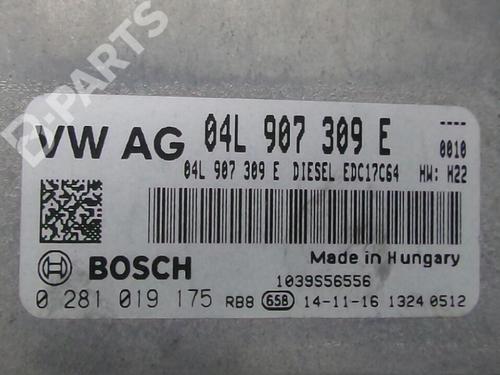 D-PARTS
VW AG 04L 907 309 E
----
0010
04L 907 309 E DIESEL EDC17C64 HW: H22
BOSCH
Made in Hungary
1039S56556
0 281 019 175 RB8 658 14-11-16 1324 0512